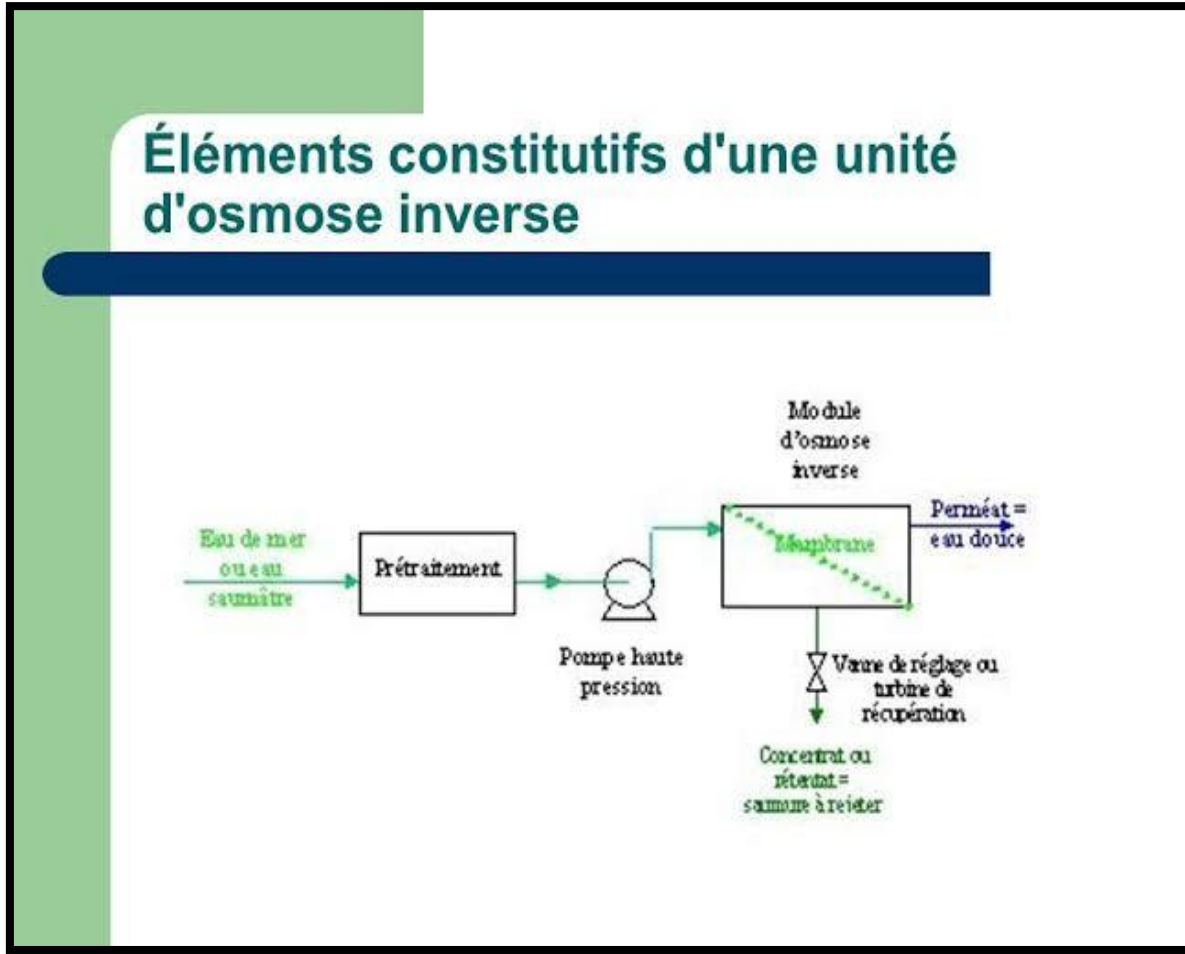 Éléments constitutifs d'une unité
d'osmose inverse
Module
d'osmose
inverse
Eau de mer
ou eau
saumâtre
Prétraitement
Pompe haute
pression
Membrane
Perméat =
eau douce
Vanne de réglage ou
turbine de
récupération
Concentrat ou
rétentat =
saumure à rejeter